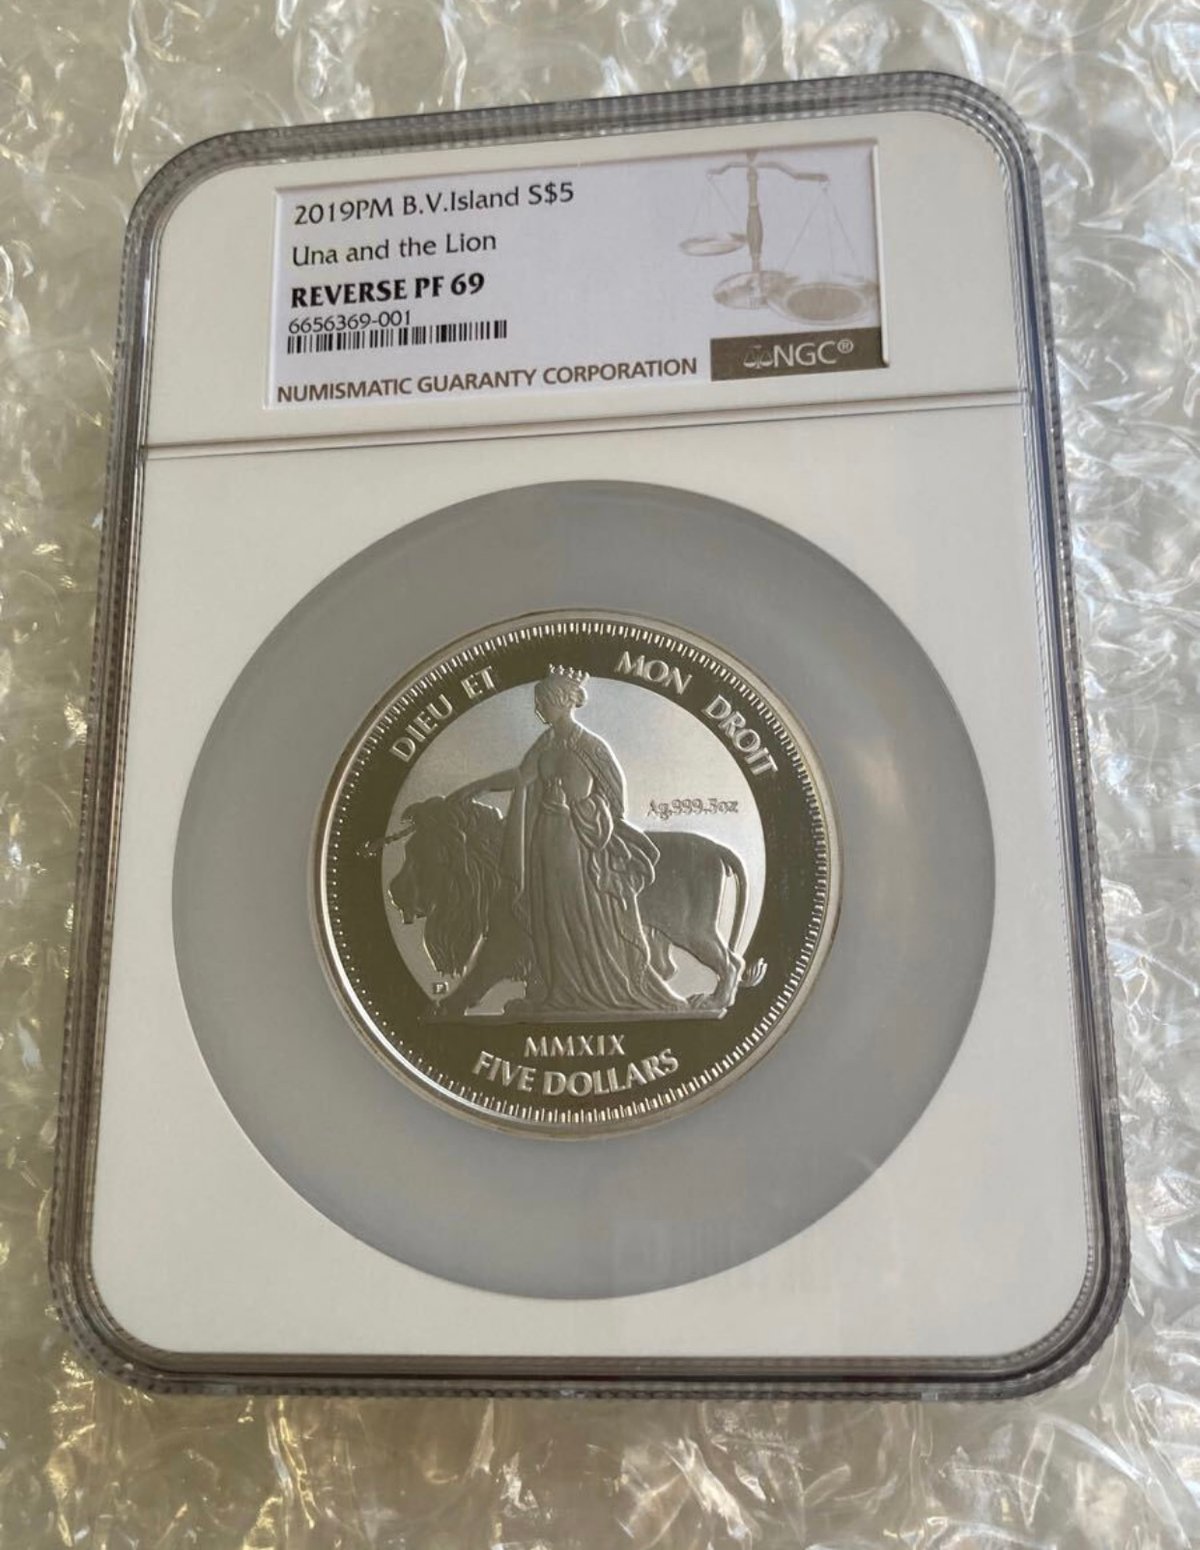 2019PM B.V.Island S$5
Una and the Lion
REVERSE PF 69
6656369-001
NUMISMATIC GUARANTY CORPORATION
NGC®
DIEU ET MON DROIT
Ag.999.5oz
PM
MMXIX
FIVE DOLLARS